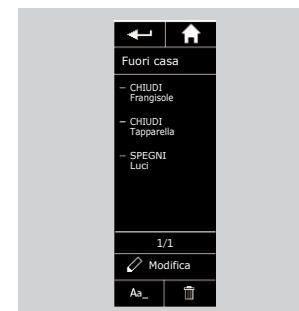 Fuori casa
– CHIUDI
Frangisole
– CHIUDI
Tapparella
– SPEGNI
Luci
1/1
Modifica
Aa_